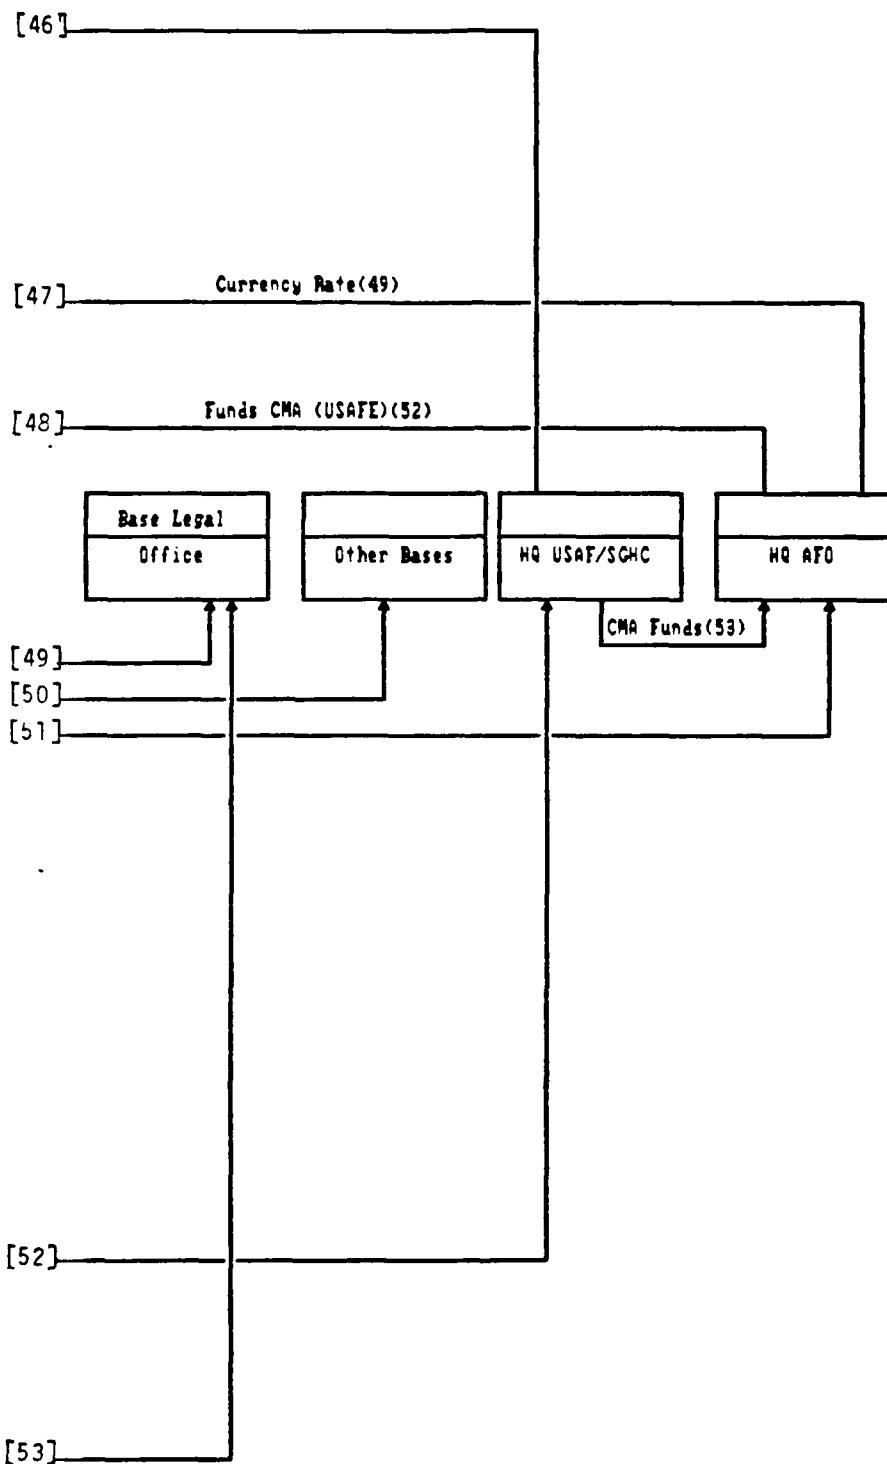 [46]
Currency Rate(49)
[47]
Funds CMA (USAFE)(52)
[48]
Base Legal
Office
Other Bases
HQ USAF/SGHC
HQ AFO
CMA Funds(53)
[49]
[50]
[51]
[52]
[53]